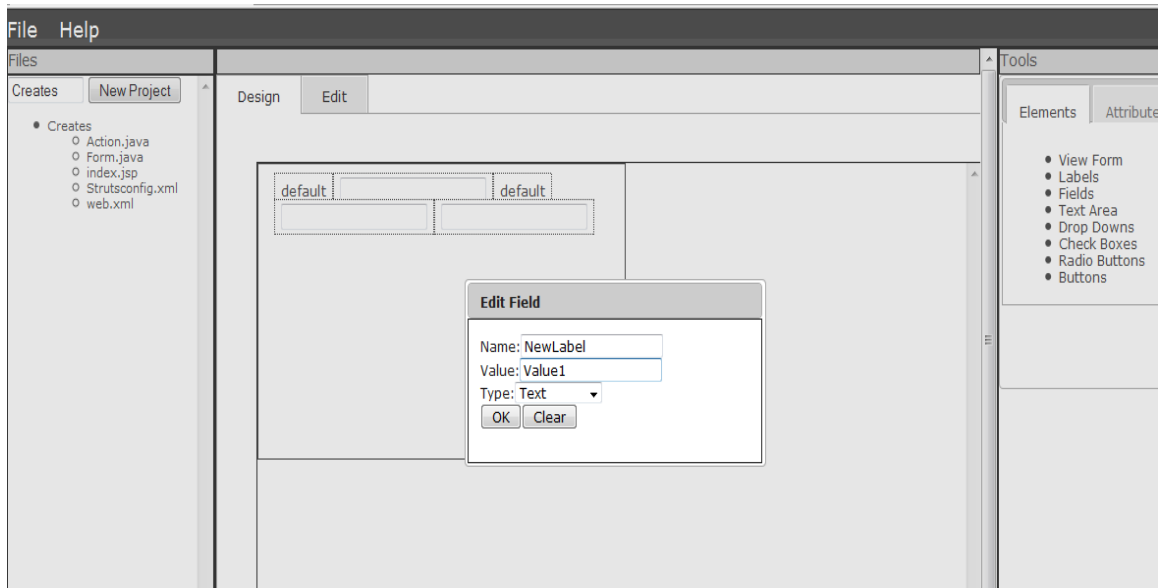 File Help
Files
Creates New Project
Creates
Action.java
Form.java
index.jsp
Strutsconfig.xml
web.xml
Design Edit
default default
Edit Field
Name: NewLabel
Value: Value1
Type: Text
OK Clear
Tools
Elements Attribute
View Form
Labels
Fields
Text Area
Drop Downs
Check Boxes
Radio Buttons
Buttons